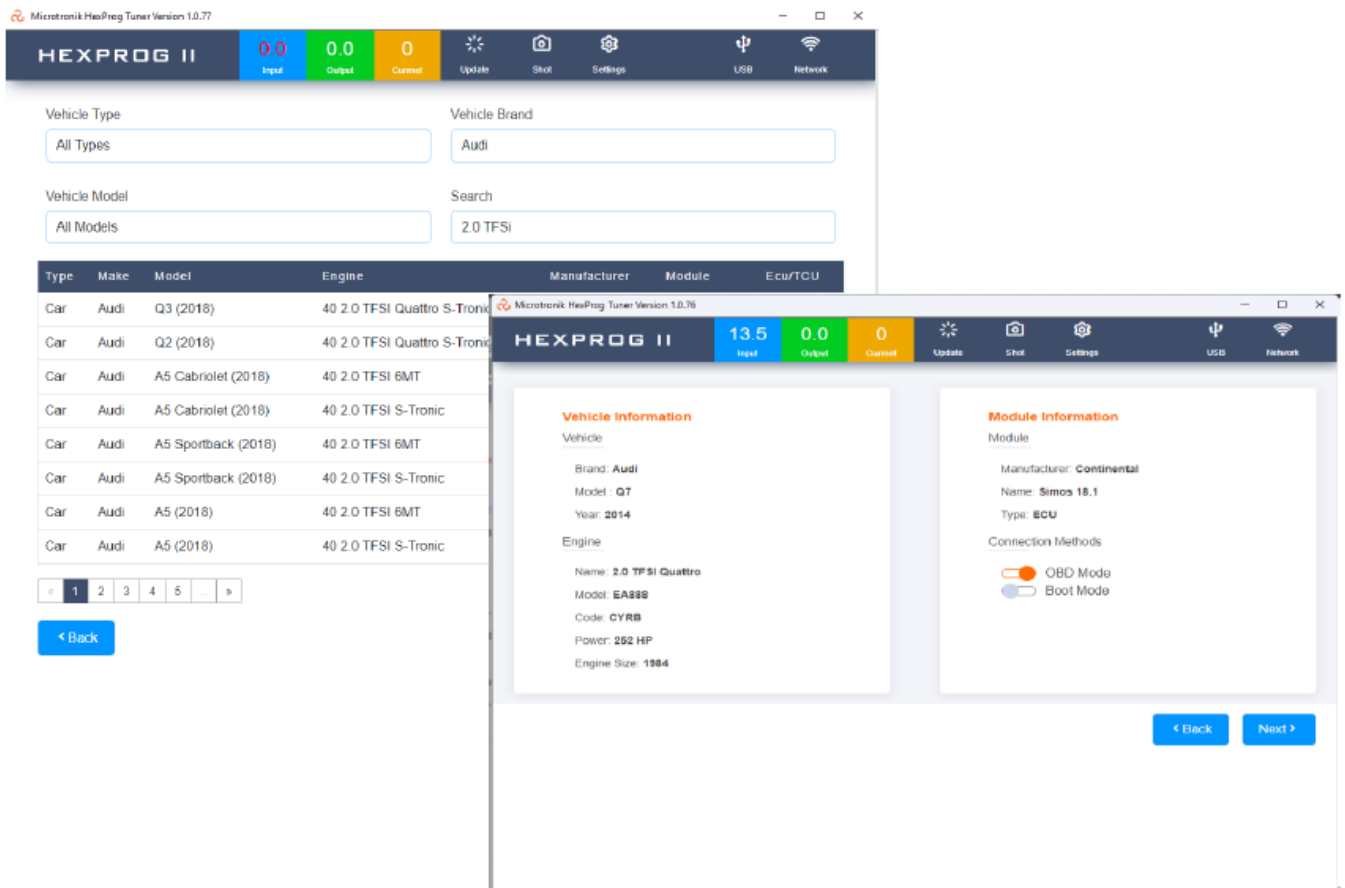 Microtronik HexProg Tuner Version 1.0.77
HEXPROG II
0.0 0.0 0
Input Output Current Update Shot Settings USB Network
Vehicle Type Vehicle Brand
All Types Audi
Vehicle Model Search
All Models 2.0 TFSi
Type Make Model Engine Manufacturer Module Ecu/TCU
Car Audi Q3 (2018) 40 2.0 TFSI Quattro S-Tronic
Car Audi Q2 (2018) 40 2.0 TFSI Quattro S-Tronic
Car Audi A5 Cabriolet (2018) 40 2.0 TFSI 6MT
Car Audi A5 Cabriolet (2018) 40 2.0 TFSI S-Tronic
Car Audi A5 Sportback (2018) 40 2.0 TFSI 6MT
Car Audi A5 Sportback (2018) 40 2.0 TFSI S-Tronic
Car Audi A5 (2018) 40 2.0 TFSI 6MT
Car Audi A5 (2018) 40 2.0 TFSI S-Tronic
« 1 2 3 4 5 ... »
< Back
Microtronik HexProg Tuner Version 1.0.76
HEXPROG II
13.5 0.0 0
Input Output Current Update Shot Settings USB Network
Vehicle Information
Vehicle
Brand: Audi
Model : Q7
Year: 2014
Engine
Name: 2.0 TFSI Quattro
Model: EA888
Code: CYRB
Power: 252 HP
Engine Size: 1984
Module Information
Module
Manufacturer: Continental
Name: Simos 18.1
Type: ECU
Connection Methods
OBD Mode
Boot Mode
< Back Next >